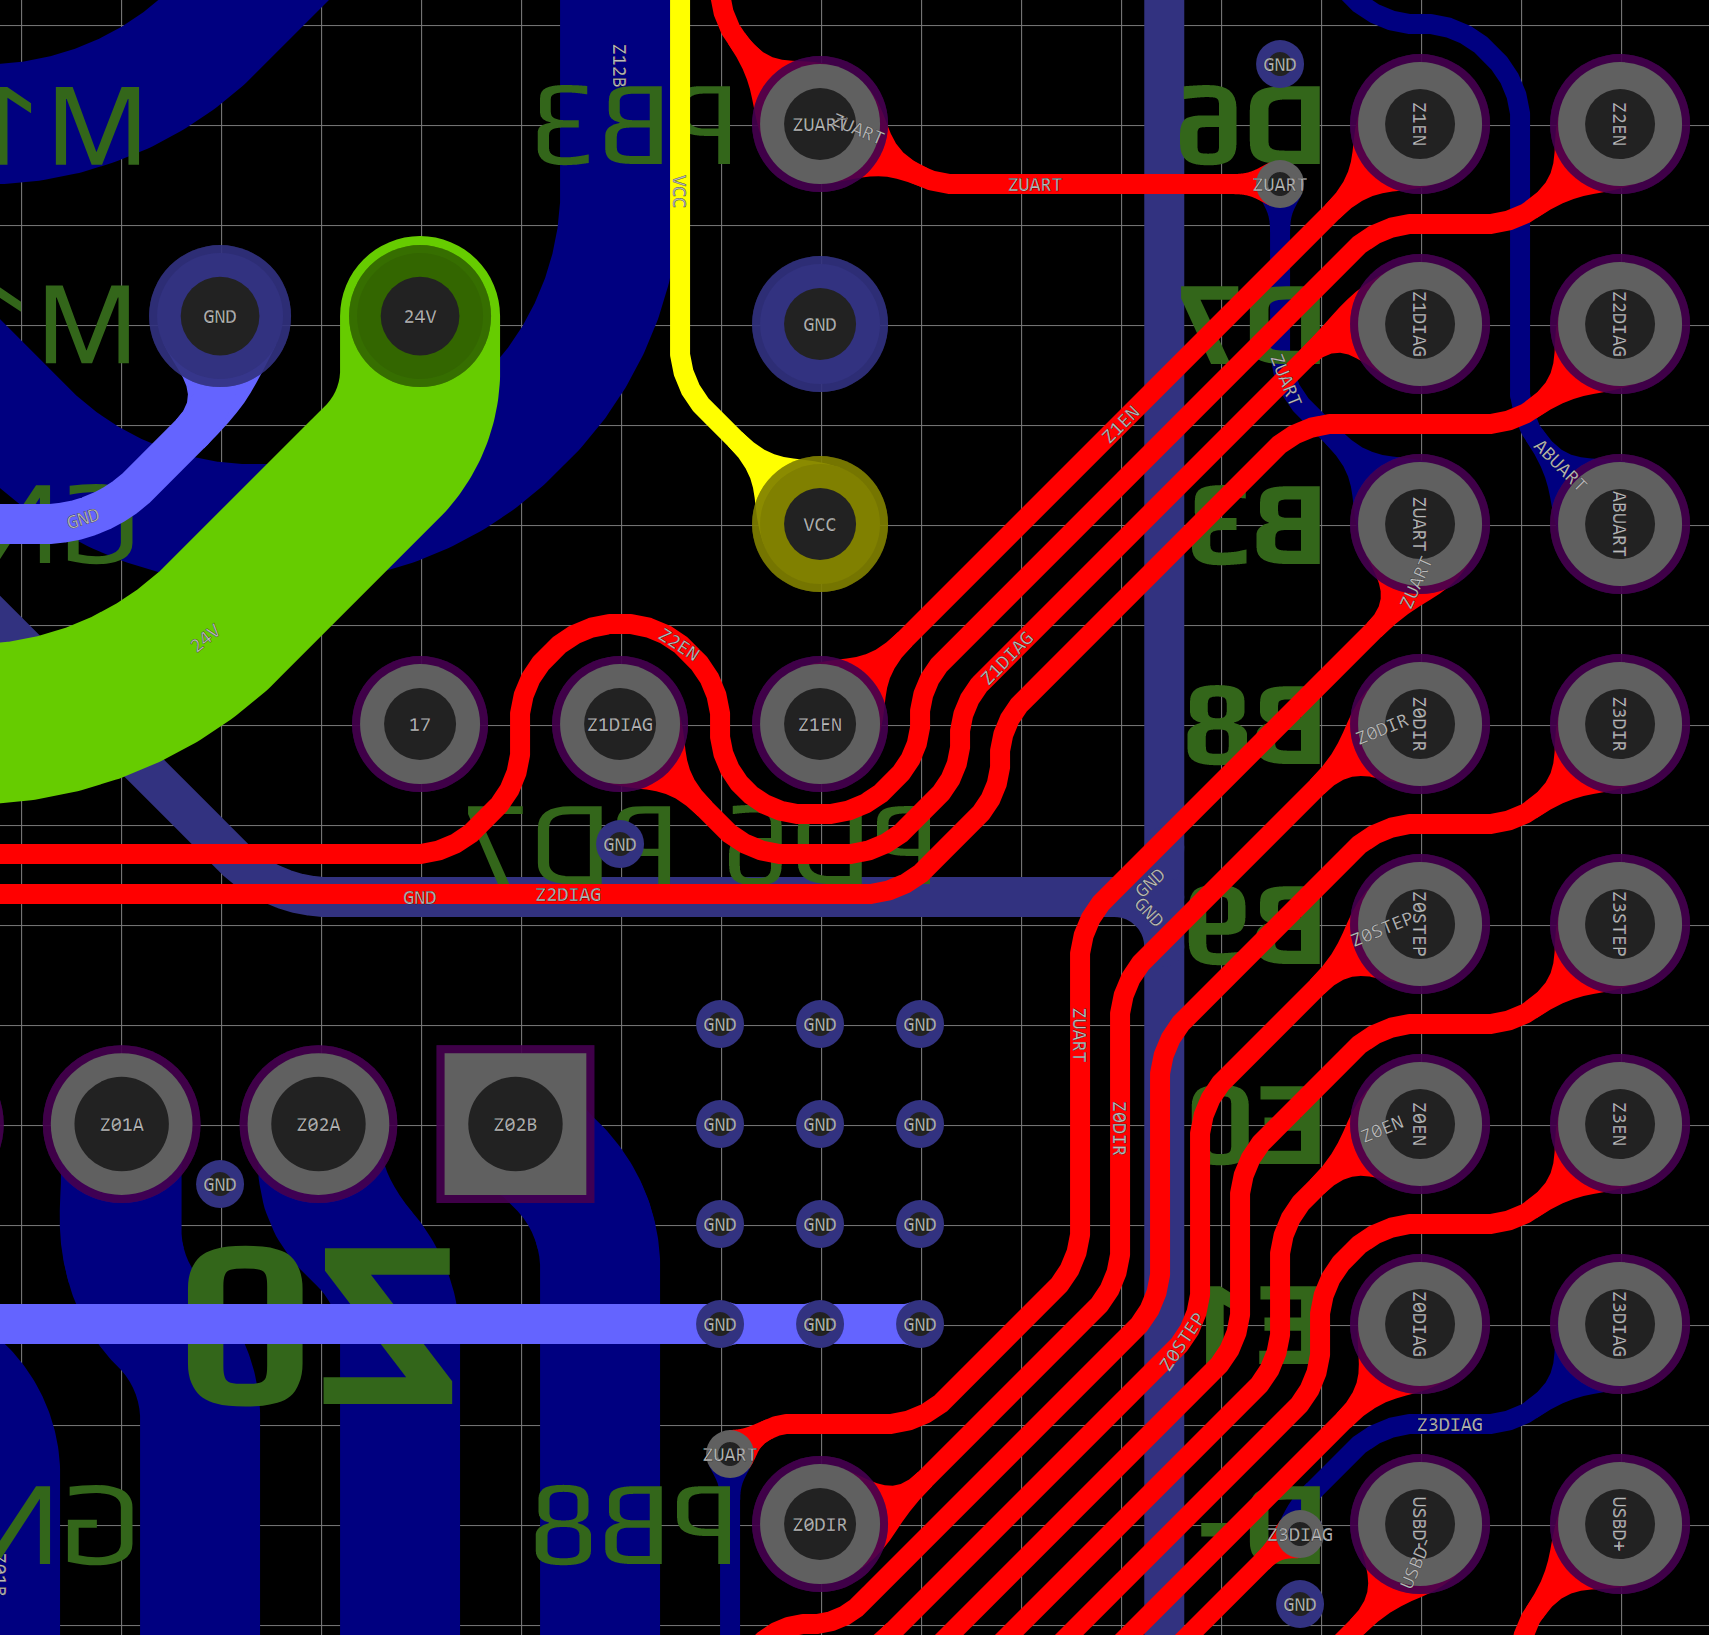 Z12B
PB3
ZUART
ZUART
ZUART
GND
D6
ZUART
Z1EN
Z2EN
M1
VCC
GND
24V
GND
M
D7
ZUART
Z1DIAG
Z2DIAG
Z1EN
ABUART
GND
VCC
B3
ZUART
ABUART
ZUART
24V
Z2EN
Z1DIAG
17
Z1DIAG
Z1EN
B8
Z0DIR
Z0DIR
Z3DIR
GND
PD7
PD6
GND
Z2DIAG
GND
GND
B9
Z0STEP
Z0STEP
Z3STEP
GND
GND
GND
ZUART
Z01A
Z02A
Z02B
GND
GND
GND
Z0DIR
E0
Z0EN
Z0EN
Z3EN
GND
GND
GND
GND
Z0
GND
GND
GND
Z0STEP
E1
Z0DIAG
Z3DIAG
Z3DIAG
ZUART
GN
PB8
Z0DIR
Z3DIAG
USBD-
USBD-
USBD+
GND